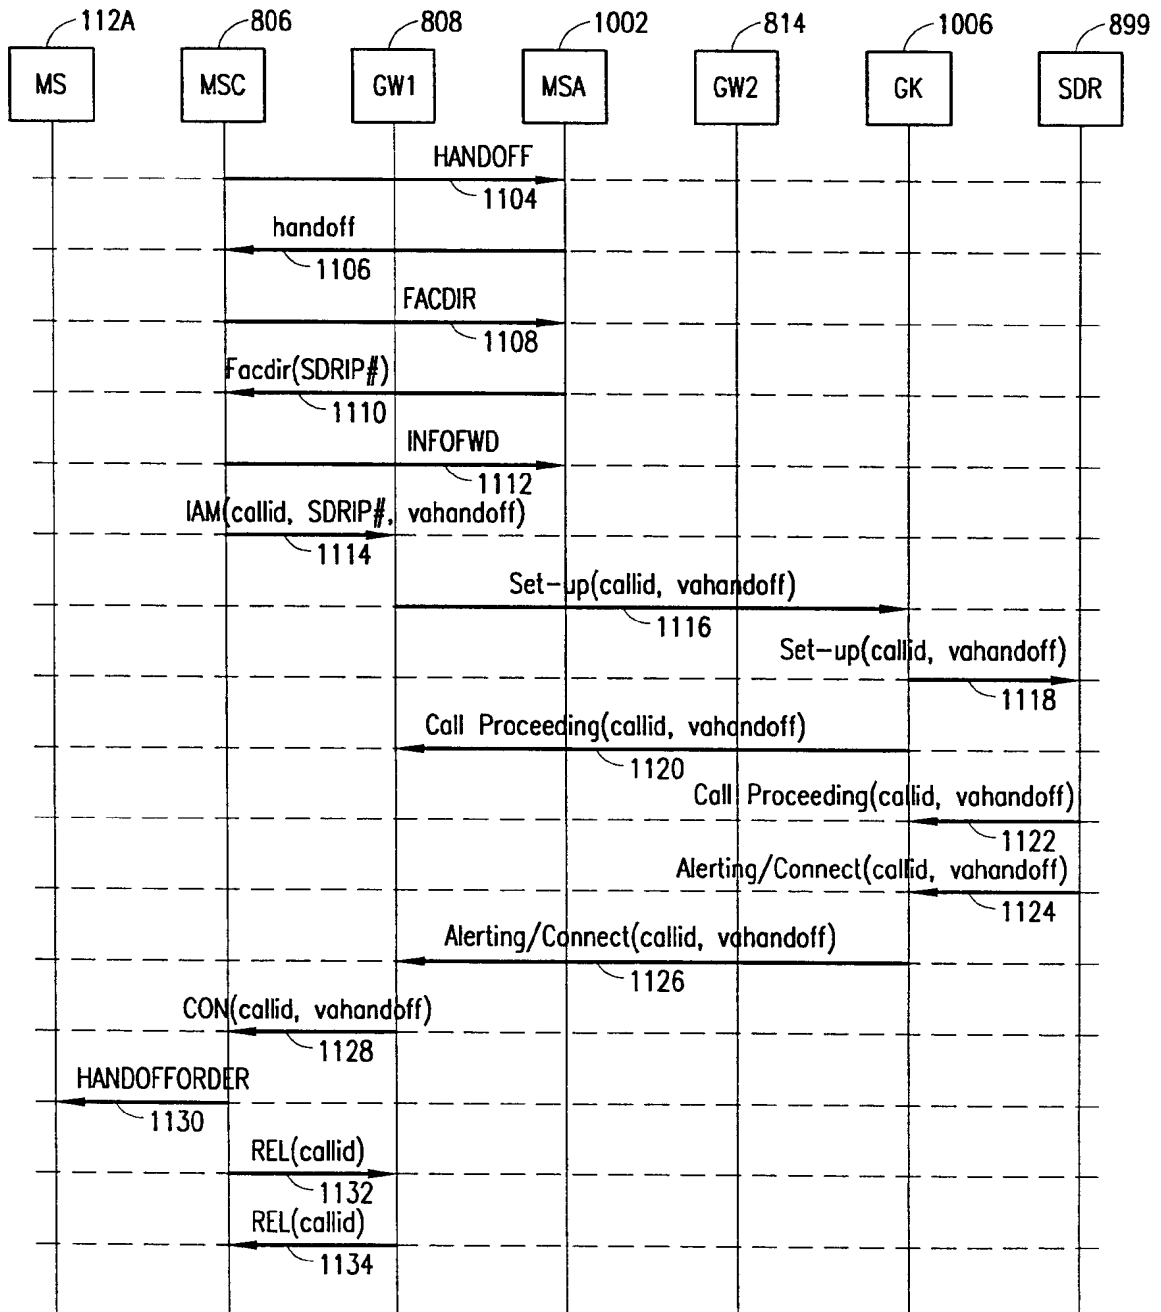 112A 806 808 1002 814 1006 899
MS MSC GW1 MSA GW2 GK SDR
HANDOFF
1104
handoff
1106
FACDIR
1108
Facdir(SDRIP#)
1110
INFOFWD
1112
IAM(callid, SDRIP#, vahandoff)
1114
Set-up(callid, vahandoff)
1116
Set-up(callid, vahandoff)
1118
Call Proceeding(callid, vahandoff)
1120
Call Proceeding(callid, vahandoff)
1122
Alerting/Connect(callid, vahandoff)
1124
Alerting/Connect(callid, vahandoff)
1126
CON(callid, vahandoff)
1128
HANDOFFORDER
1130
REL(callid)
1132
REL(callid)
1134